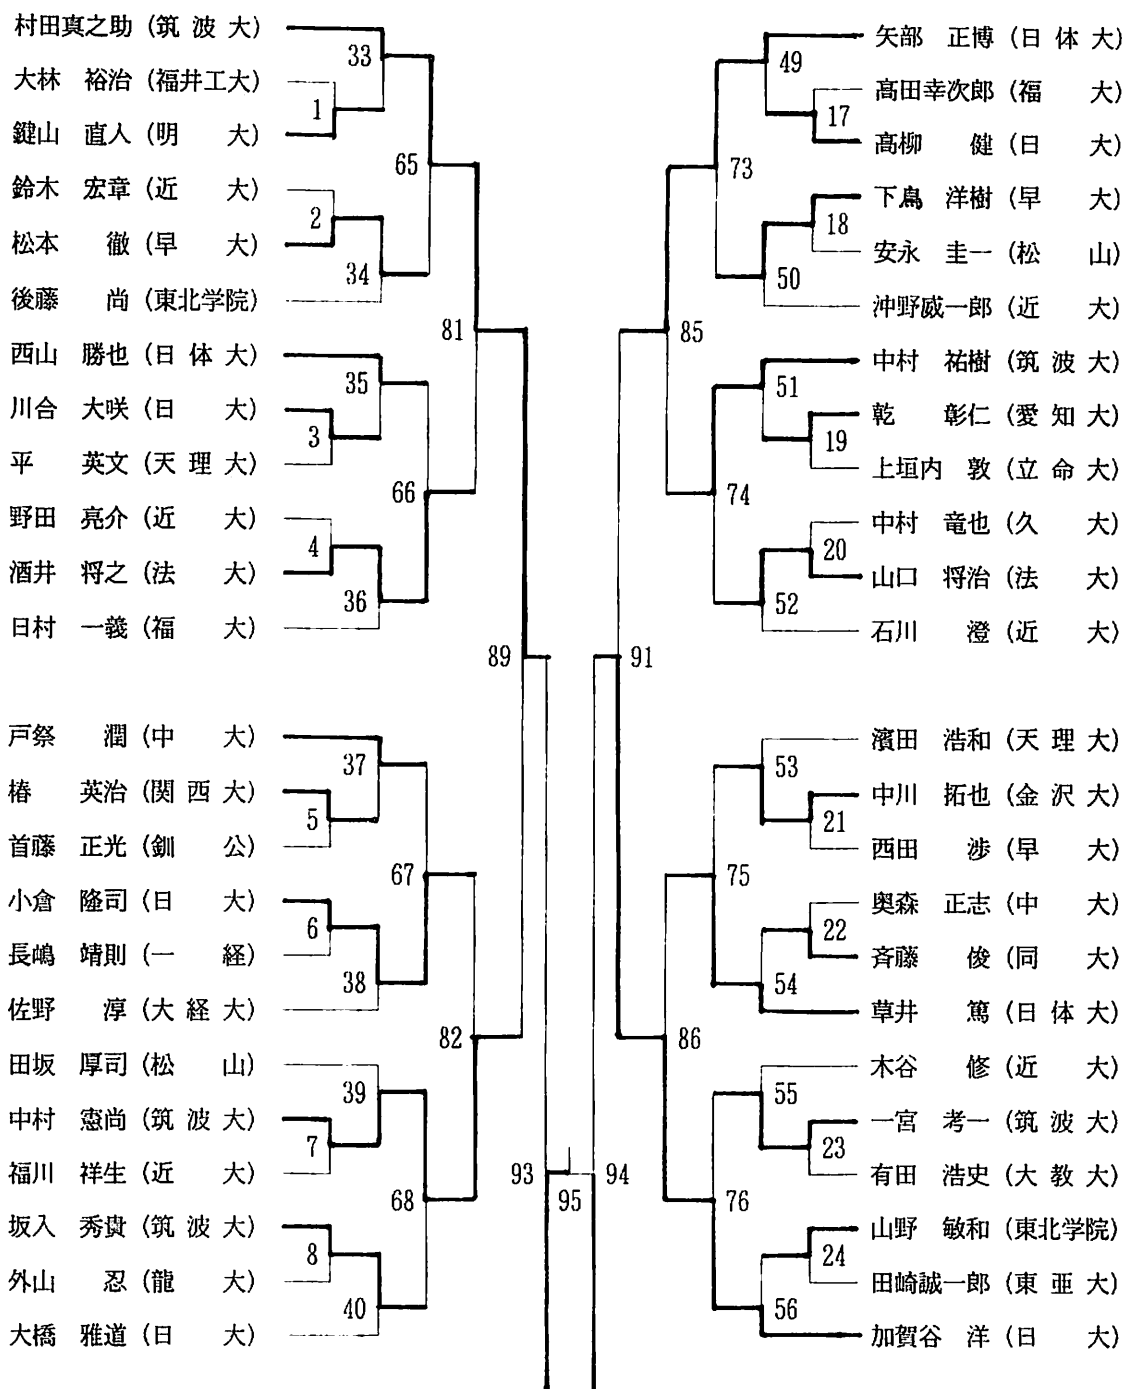 村田真之助（筑波大）
33
大林　裕治（福井工大）
1
鍵山　直人（明　大）
65
鈴木　宏章（近　大）
2
松本　徹（早　大）
34
後藤　尚（東北学院）
81
西山　勝也（日体大）
35
川合　大咲（日　大）
3
平　英文（天理大）
66
野田　亮介（近　大）
4
酒井　将之（法　大）
36
日村　一義（福　大）
89
戸祭　潤（中　大）
37
椿　英治（関西大）
5
首藤　正光（釧　公）
67
小倉　隆司（日　大）
6
長嶋　靖則（一　経）
38
佐野　淳（大経大）
82
田坂　厚司（松　山）
39
中村　憲尚（筑波大）
7
福川　祥生（近　大）
68
坂入　秀貴（筑波大）
8
外山　忍（龍　大）
40
大橋　雅道（日　大）
93
95
94
矢部　正博（日体大）
49
髙田幸次郎（福　大）
17
髙柳　健（日　大）
73
下鳥　洋樹（早　大）
18
安永　圭一（松　山）
50
沖野威一郎（近　大）
85
中村　祐樹（筑波大）
51
乾　彰仁（愛知大）
19
上垣内　敦（立命大）
74
中村　竜也（久　大）
20
山口　将治（法　大）
52
石川　澄（近　大）
91
濱田　浩和（天理大）
53
中川　拓也（金沢大）
21
西田　渉（早　大）
75
奥森　正志（中　大）
22
斉藤　俊（同　大）
54
草井　篤（日体大）
86
木谷　修（近　大）
55
一宮　考一（筑波大）
23
有田　浩史（大教大）
76
山野　敏和（東北学院）
24
田崎誠一郎（東亜大）
56
加賀谷　洋（日　大）